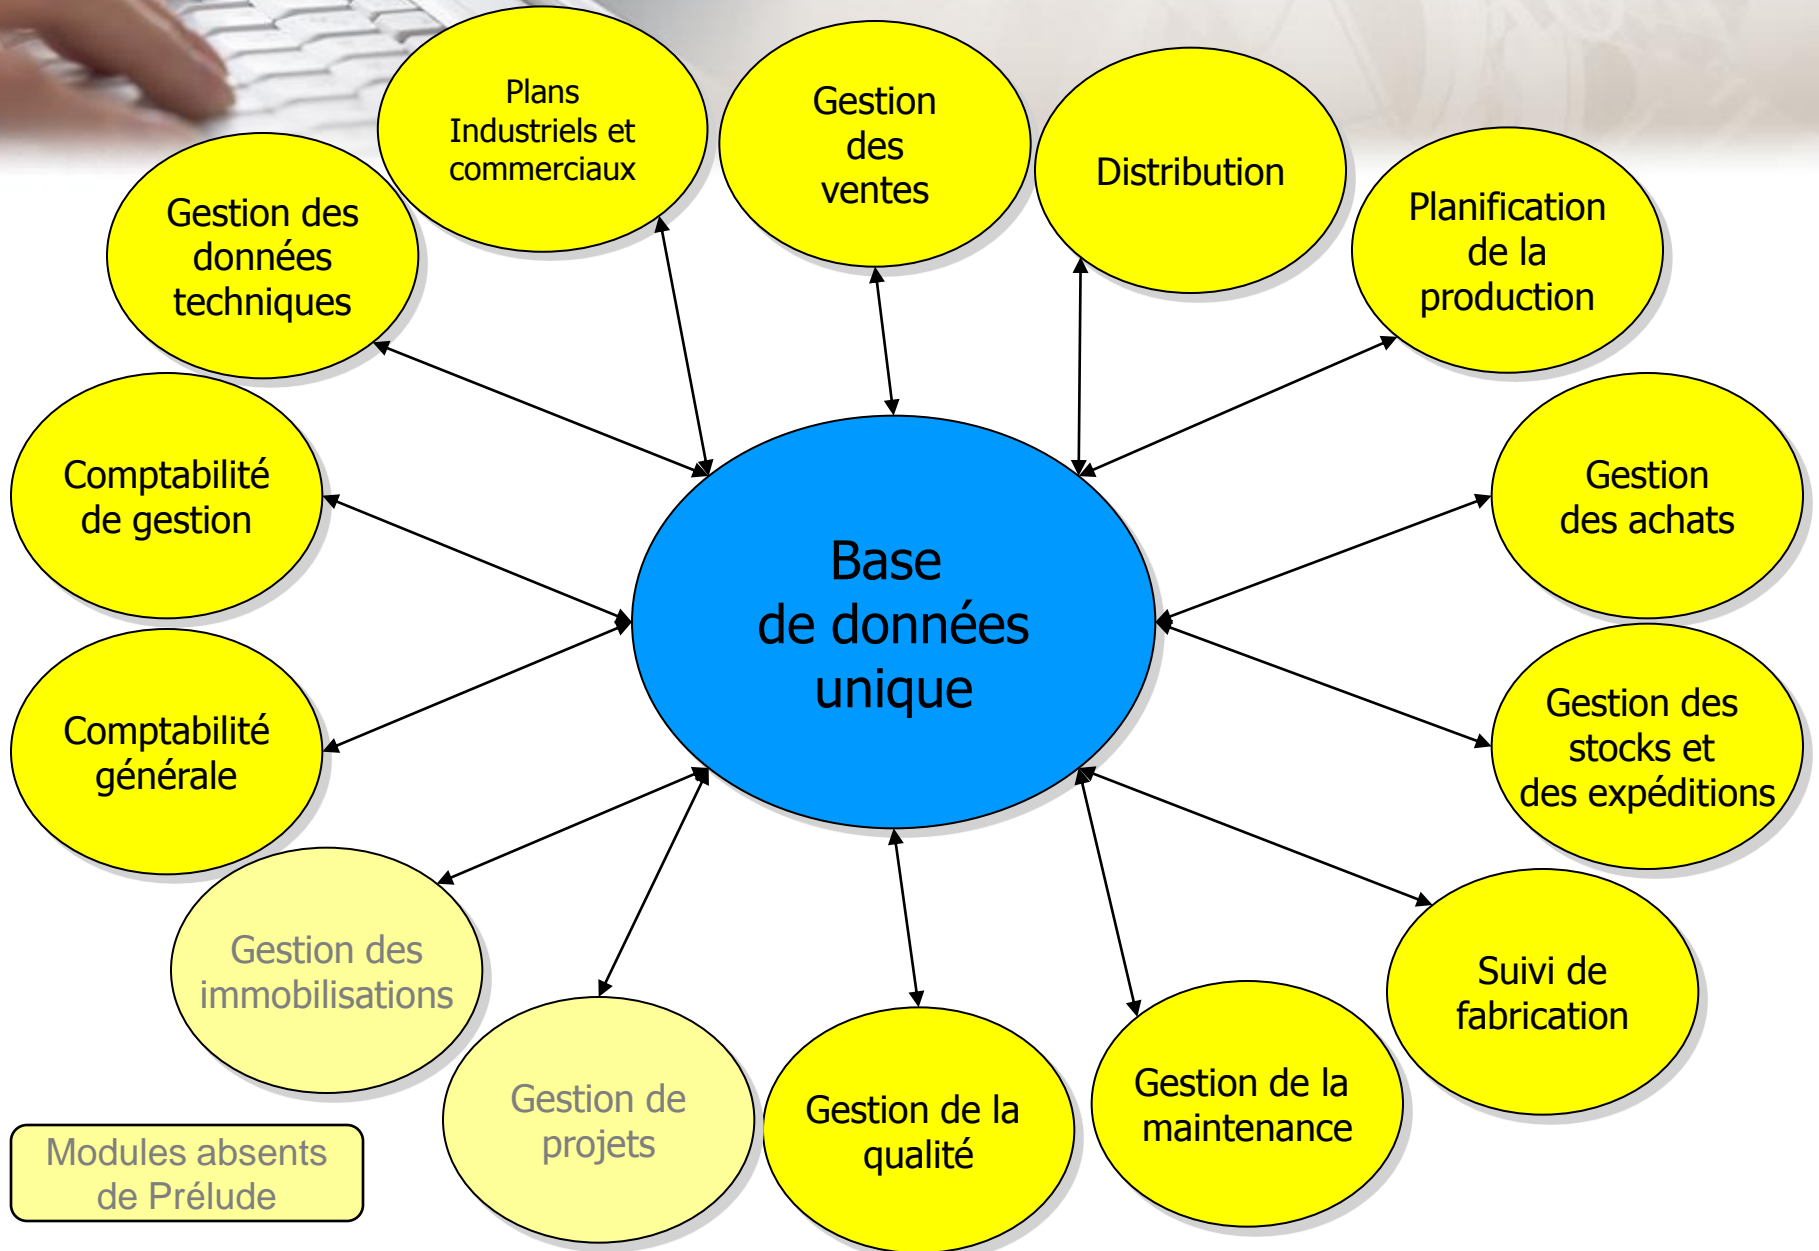 Plans
Industriels et
commerciaux
Gestion
des
ventes
Distribution
Planification
de la
production
Gestion des
données
techniques
Comptabilité
de gestion
Gestion
des achats
Base
de données
unique
Comptabilité
générale
Gestion des
stocks et
des expéditions
Gestion des
immobilisations
Suivi de
fabrication
Gestion de
projets
Gestion de la
qualité
Gestion de la
maintenance
Modules absents
de Prélude